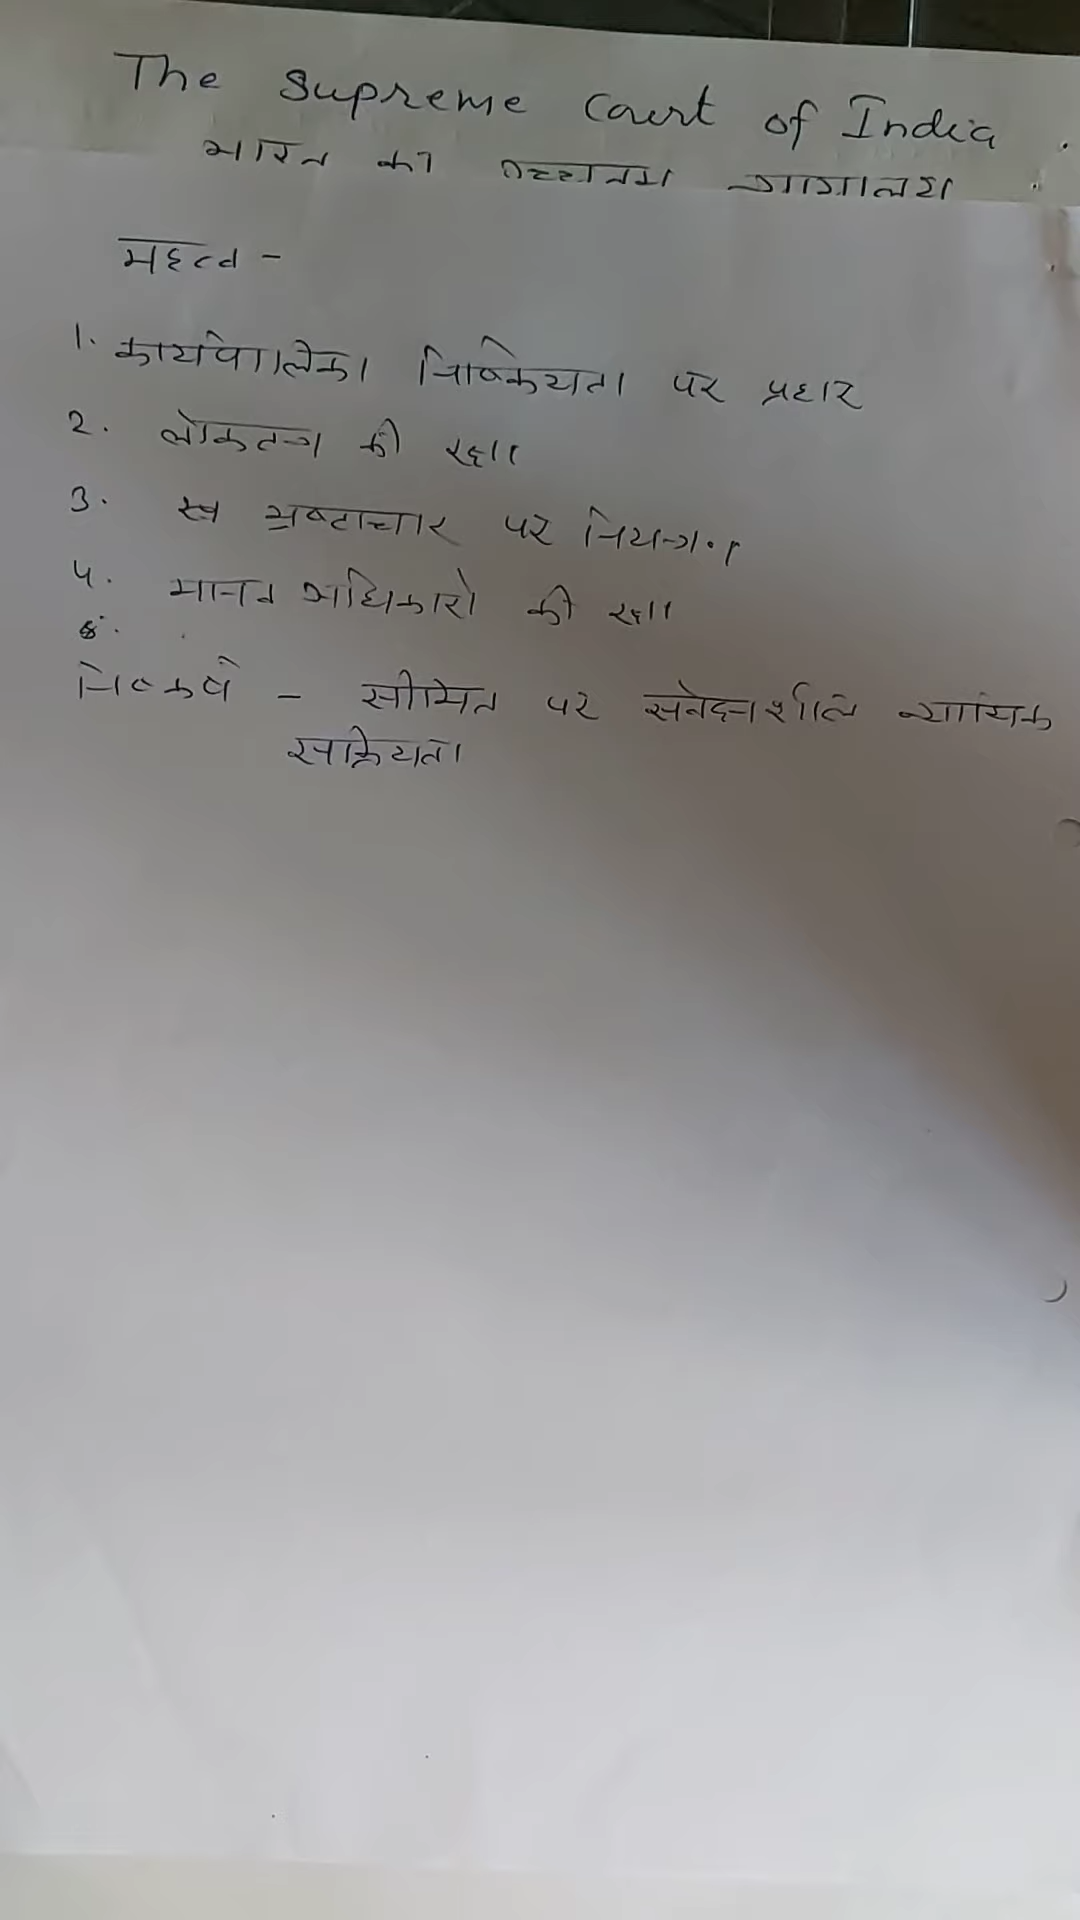 The Supreme Court of India
भारत का उच्चतम न्यायालय
महत्व -
1. कार्यपालिका निष्क्रियता पर प्रहार
2. लोकतन्त्र की रक्षा
3. भ्रष्टाचार पर नियन्त्रण
4. मानव अधिकारो की रक्षा
निष्कर्ष - सीमित पर संवेदनशील न्यायिक
सक्रियता